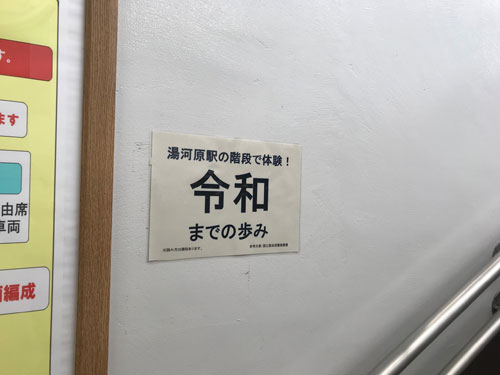 湯河原駅の階段で体験！
令和
までの歩み
す。
ます
由席
車両
編成